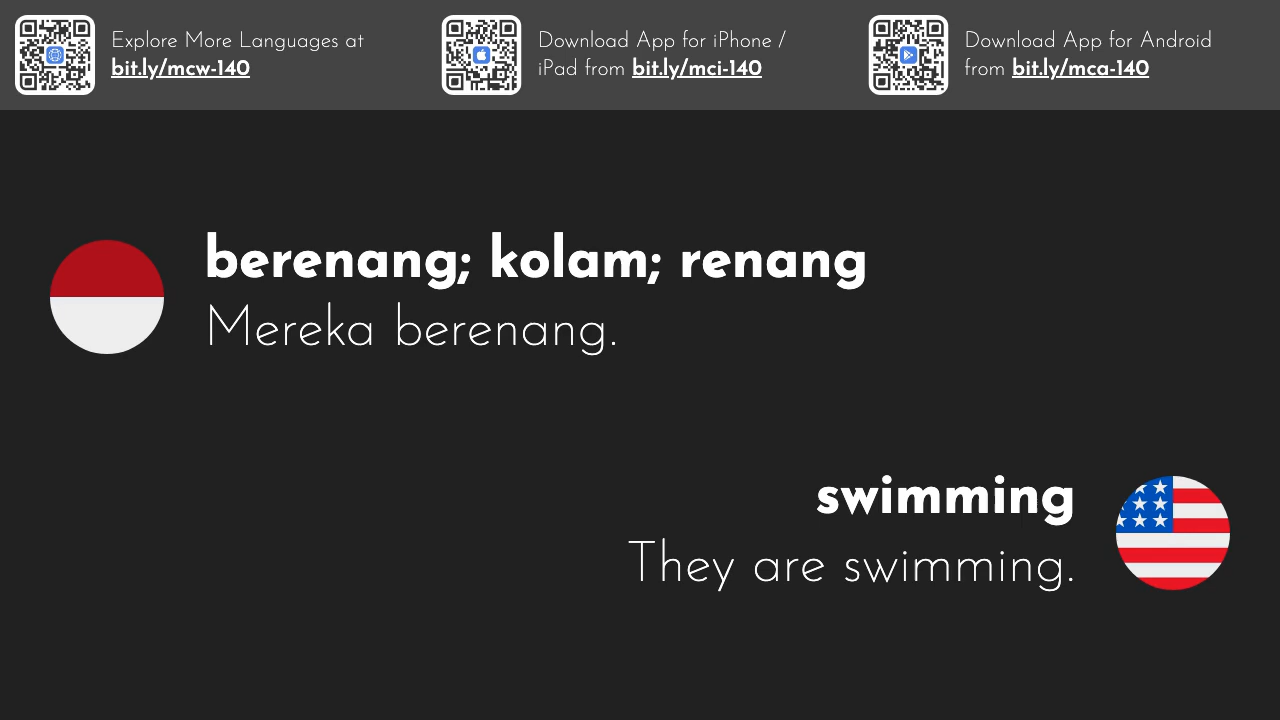 Explore More Languages at
bit.ly/mcw-140
Download App for iPhone /
iPad from bit.ly/mci-140
Download App for Android
from bit.ly/mca-140
berenang; kolam; renang
Mereka berenang.
swimming
They are swimming.